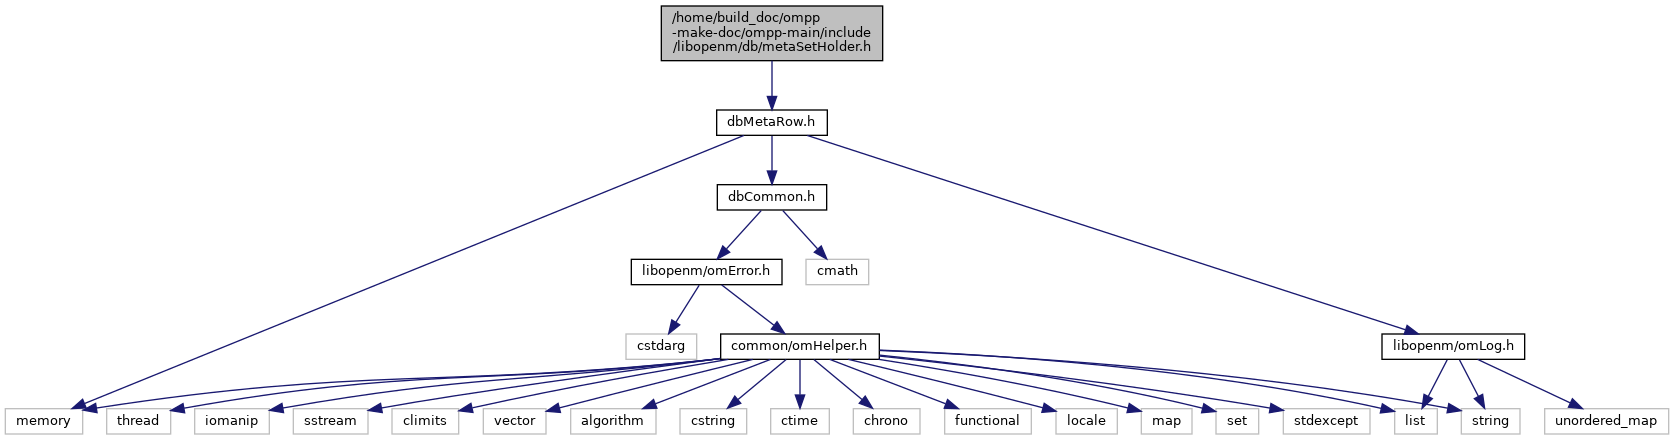 /home/build_doc/ompp
-make-doc/ompp-main/include
/libopenm/db/metaSetHolder.h
dbMetaRow.h
dbCommon.h
libopenm/omError.h
cmath
cstdarg
common/omHelper.h
libopenm/omLog.h
memory
thread
iomanip
sstream
climits
vector
algorithm
cstring
ctime
chrono
functional
locale
map
set
stdexcept
list
string
unordered_map